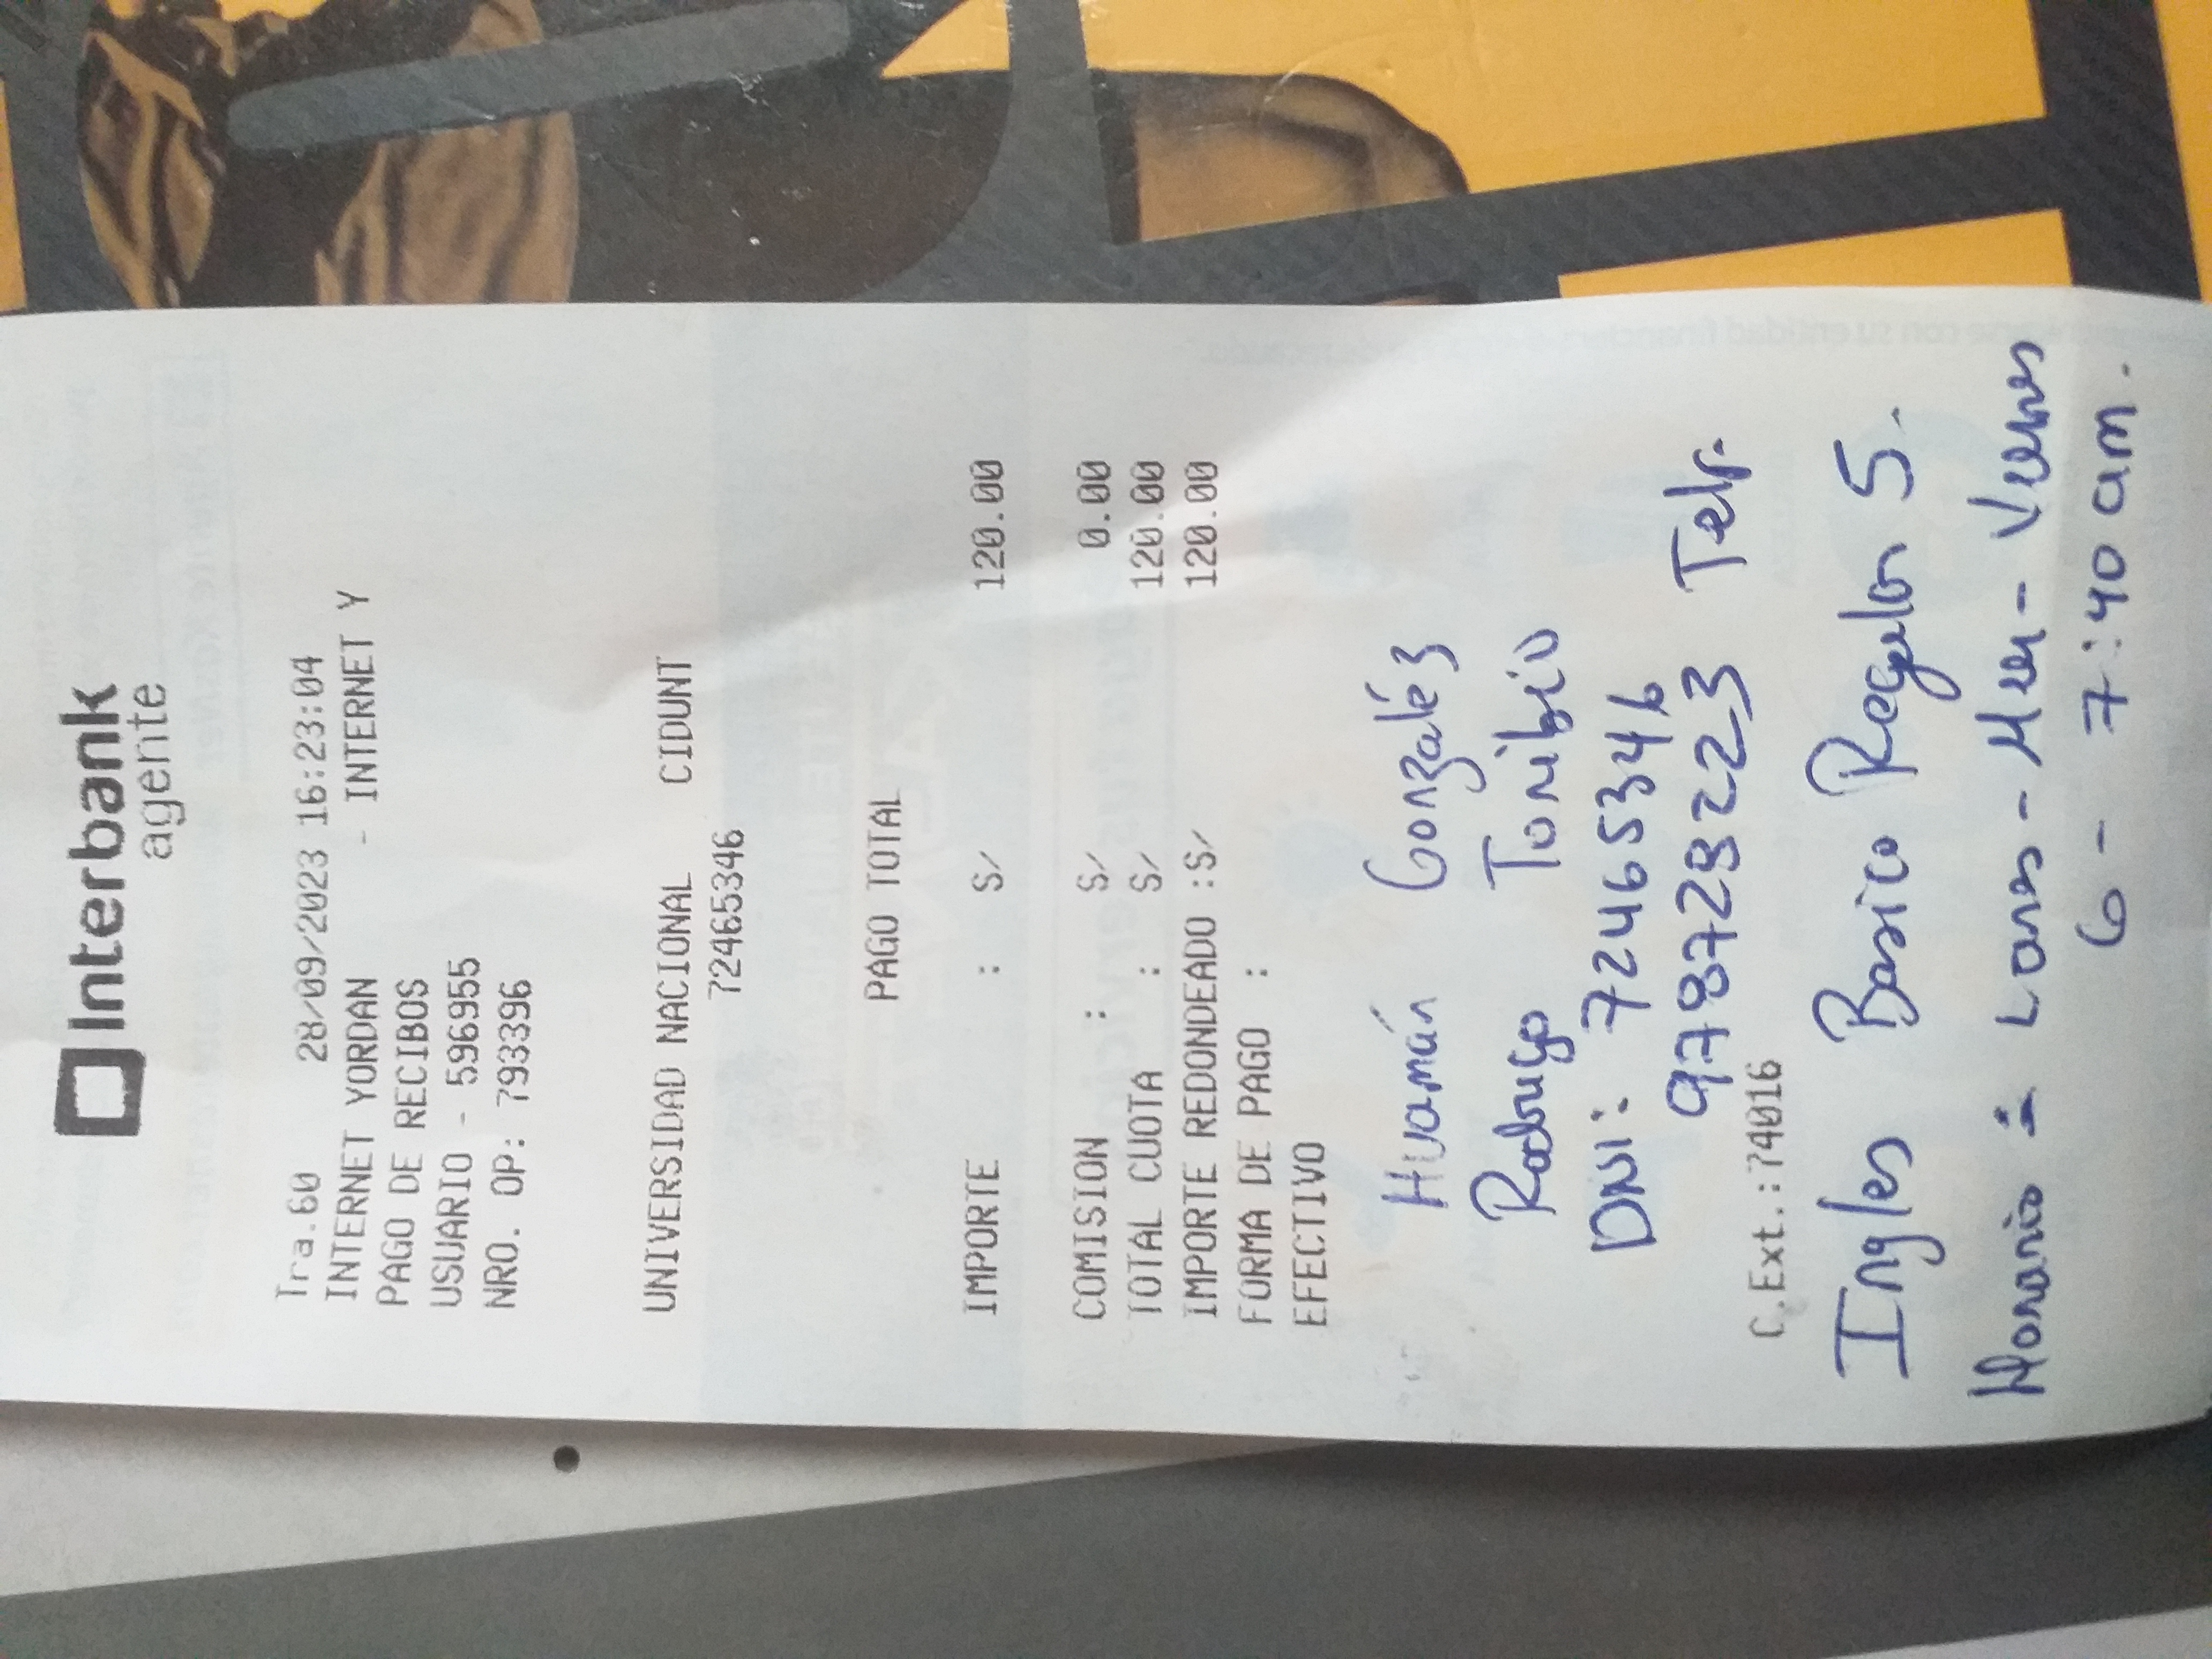 Interbank
agente
Tra.60 28/09/2023 16:23:04
INTERNET YORDAN - INTERNET Y
PAGO DE RECIBOS
USUARIO - 596955
NRO. OP: 793396
UNIVERSIDAD NACIONAL CIDUNT
72465346
PAGO TOTAL
IMPORTE : S/ 120.00
COMISION : S/ 0.00
TOTAL CUOTA : S/ 120.00
IMPORTE REDONDEADO :S/ 120.00
FORMA DE PAGO :
EFECTIVO
Huamán Gonzaléz
Rodrigo Toribio
DNI: 72465346
978728223 Telf.
C.Ext.:74016
Ingles Basico Regular 5.
Horario: Lunes - Mier - Viernes
6 - 7:40 am.